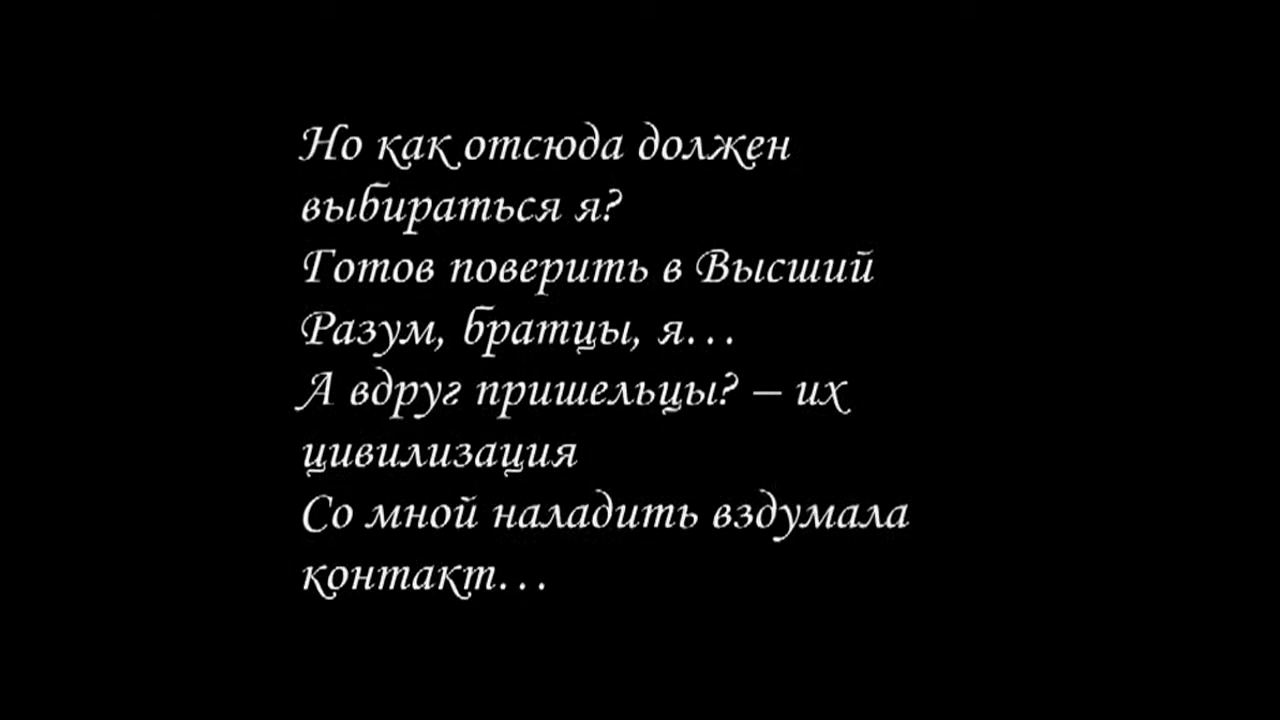 Но как отсюда должен
выбираться я?
Готов поверить в Высший
Разум, братцы, я...
А вдруг пришельцы? – их
цивилизация
Со мной наладить вздумала
контакт...